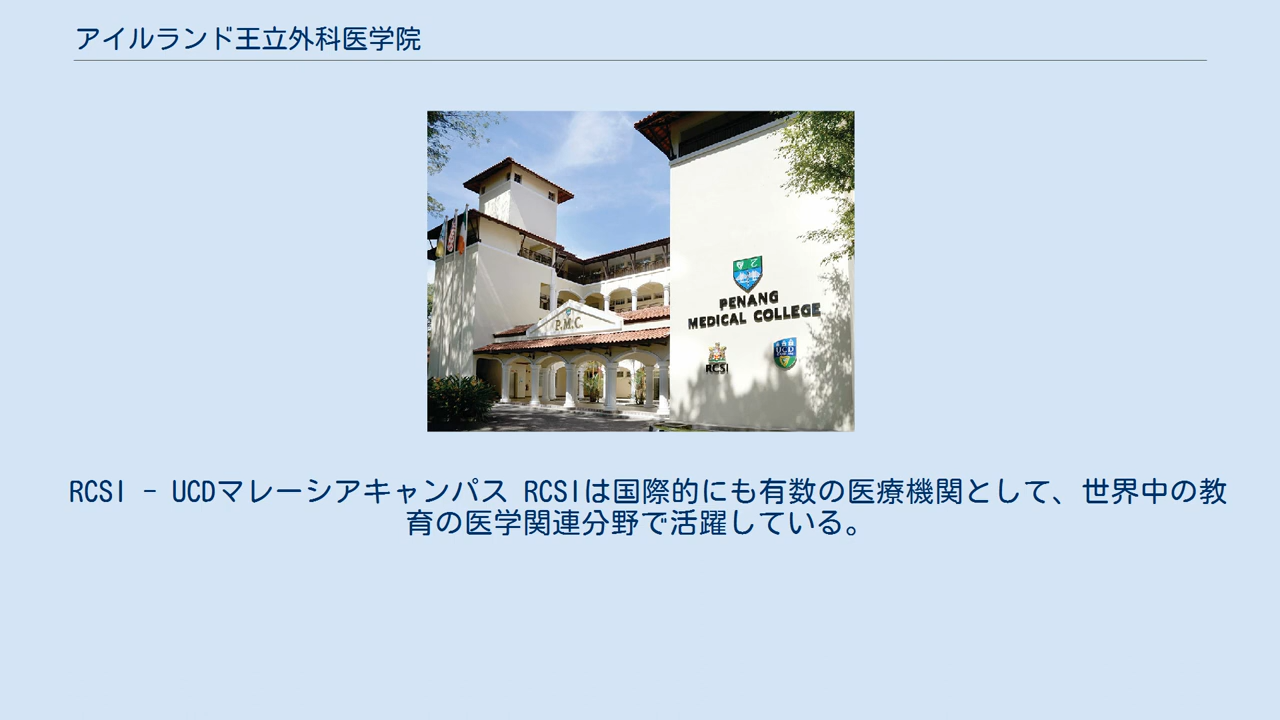 アイルランド王立外科医学院
P.M.C.
PENANG
MEDICAL COLLEGE
RCSI
UCD
RCSI - UCDマレーシアキャンパス RCSIは国際的にも有数の医療機関として、世界中の教
育の医学関連分野で活躍している。